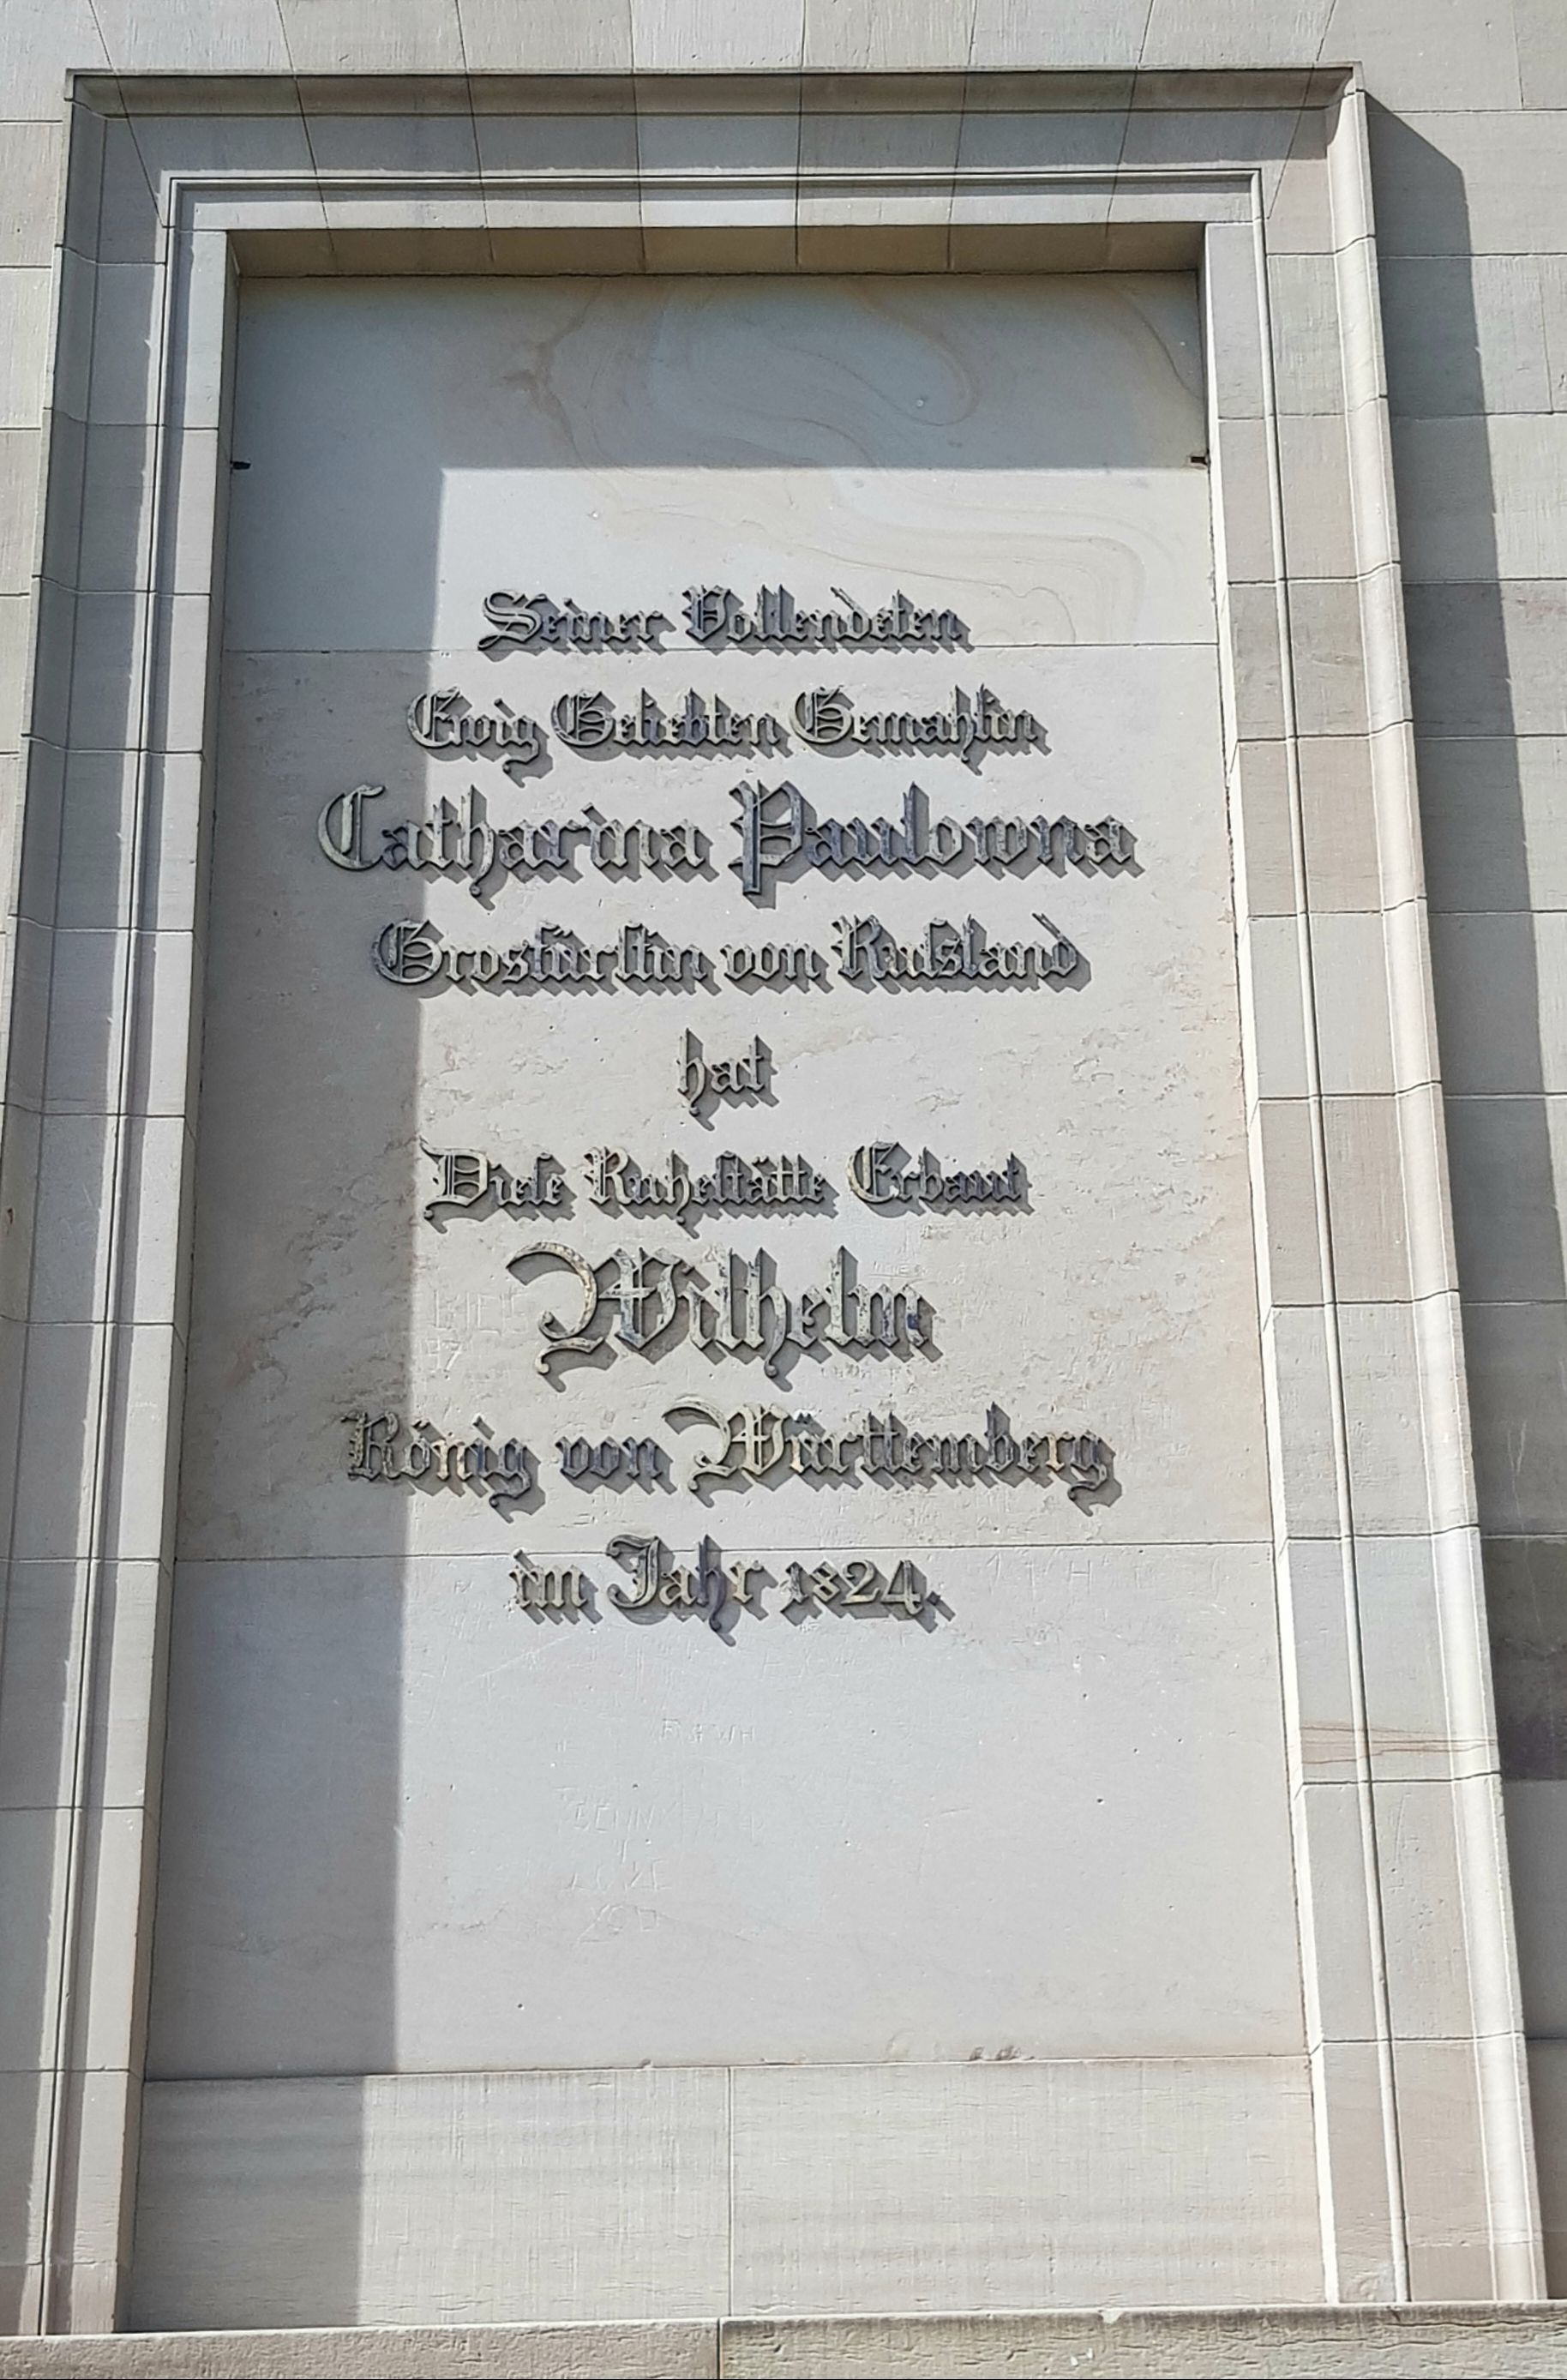 Seiner Vollendeten
Ewig Geliebten Gemahlin
Catharina Paulowna
Grosfürstin von Rußland
hat
Diese Ruhestätte Erbaut
Wilhelm
König von Württemberg
im Jahr 1824.